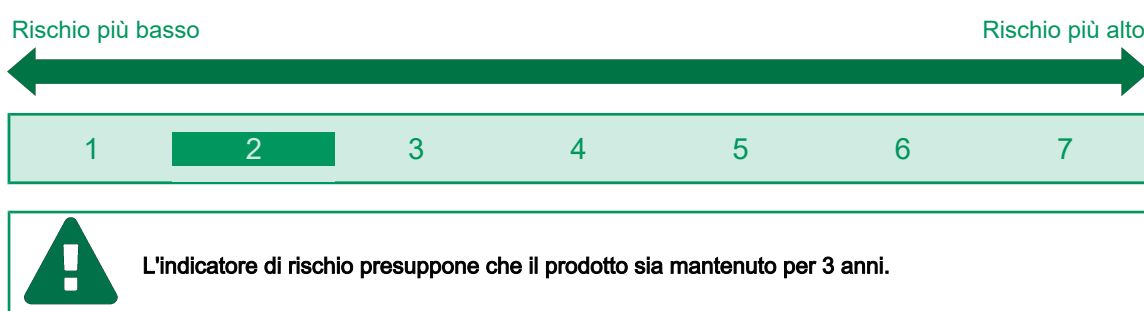 Rischio più basso Rischio più alto
1 2 3 4 5 6 7
L'indicatore di rischio presuppone che il prodotto sia mantenuto per 3 anni.